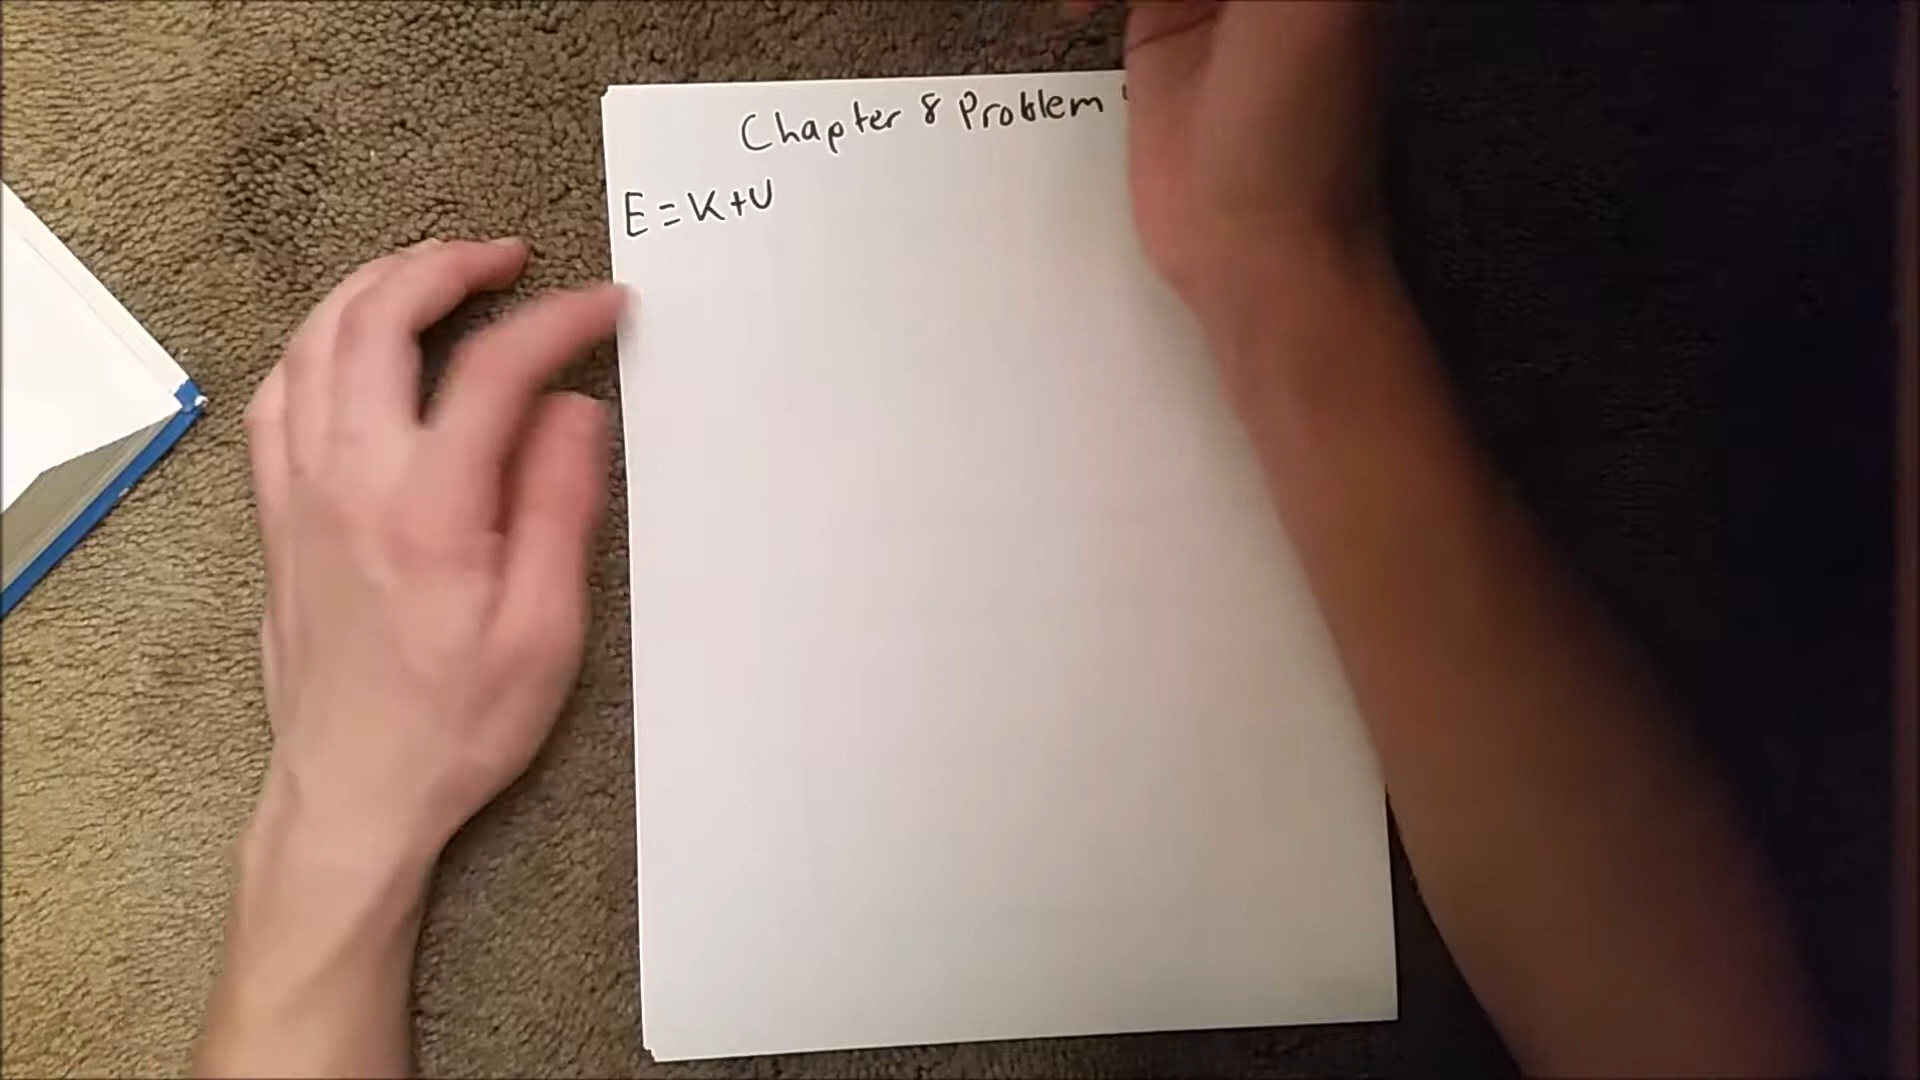 Chapter 8 Problem
E = K + U